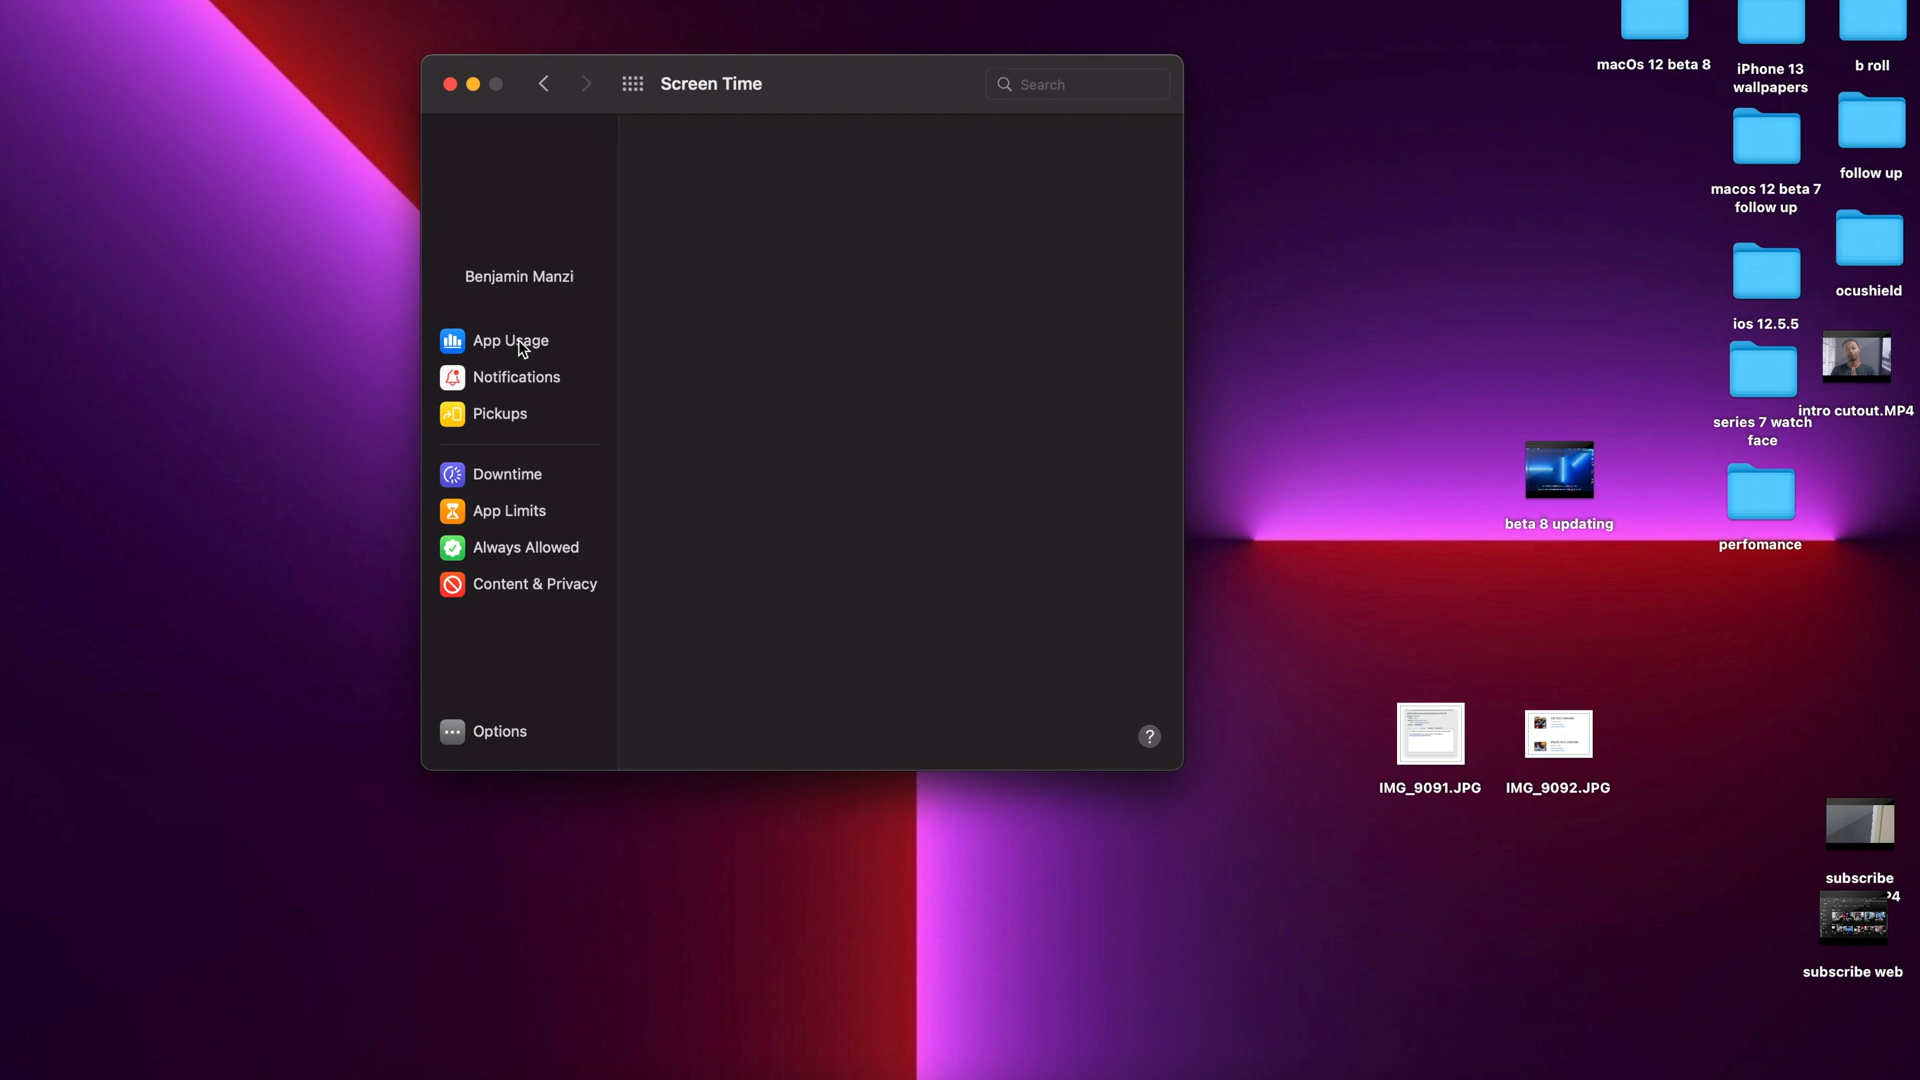 Screen Time
Search
Benjamin Manzi
App Usage
Notifications
Pickups
Downtime
App Limits
Always Allowed
Content & Privacy
Options
?
macOs 12 beta 8
iPhone 13
wallpapers
b roll
macos 12 beta 7
follow up
follow up
ocushield
ios 12.5.5
intro cutout.MP4
series 7 watch
face
beta 8 updating
perfomance
IMG_9091.JPG
IMG_9092.JPG
subscribe
P4
subscribe web